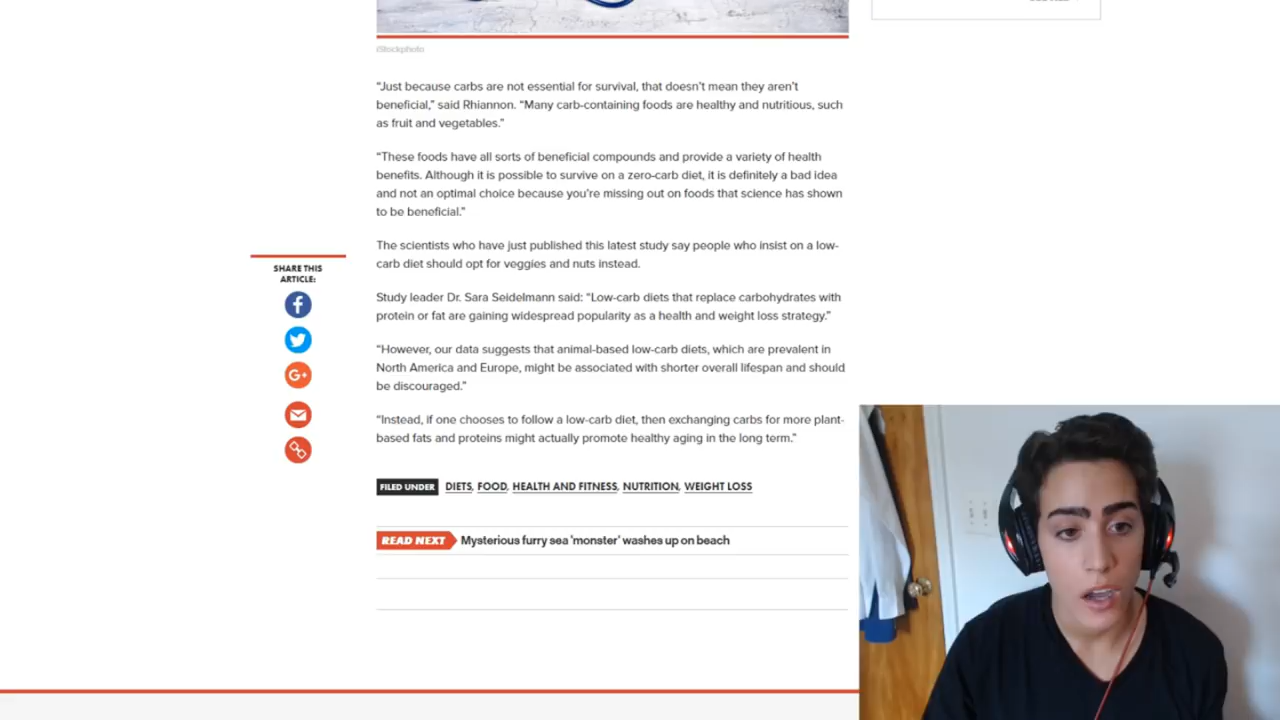 iStockphoto
“Just because carbs are not essential for survival, that doesn’t mean they aren’t
beneficial,” said Rhiannon. “Many carb-containing foods are healthy and nutritious, such
as fruit and vegetables.”
“These foods have all sorts of beneficial compounds and provide a variety of health
benefits. Although it is possible to survive on a zero-carb diet, it is definitely a bad idea
and not an optimal choice because you’re missing out on foods that science has shown
to be beneficial.”
The scientists who have just published this latest study say people who insist on a low-
carb diet should opt for veggies and nuts instead.
Study leader Dr. Sara Seidelmann said: “Low-carb diets that replace carbohydrates with
protein or fat are gaining widespread popularity as a health and weight loss strategy.”
“However, our data suggests that animal-based low-carb diets, which are prevalent in
North America and Europe, might be associated with shorter overall lifespan and should
be discouraged.”
“Instead, if one chooses to follow a low-carb diet, then exchanging carbs for more plant-
based fats and proteins might actually promote healthy aging in the long term.”
SHARE THIS
ARTICLE:
f
G+
FILED UNDER DIETS, FOOD, HEALTH AND FITNESS, NUTRITION, WEIGHT LOSS
READ NEXT Mysterious furry sea 'monster' washes up on beach